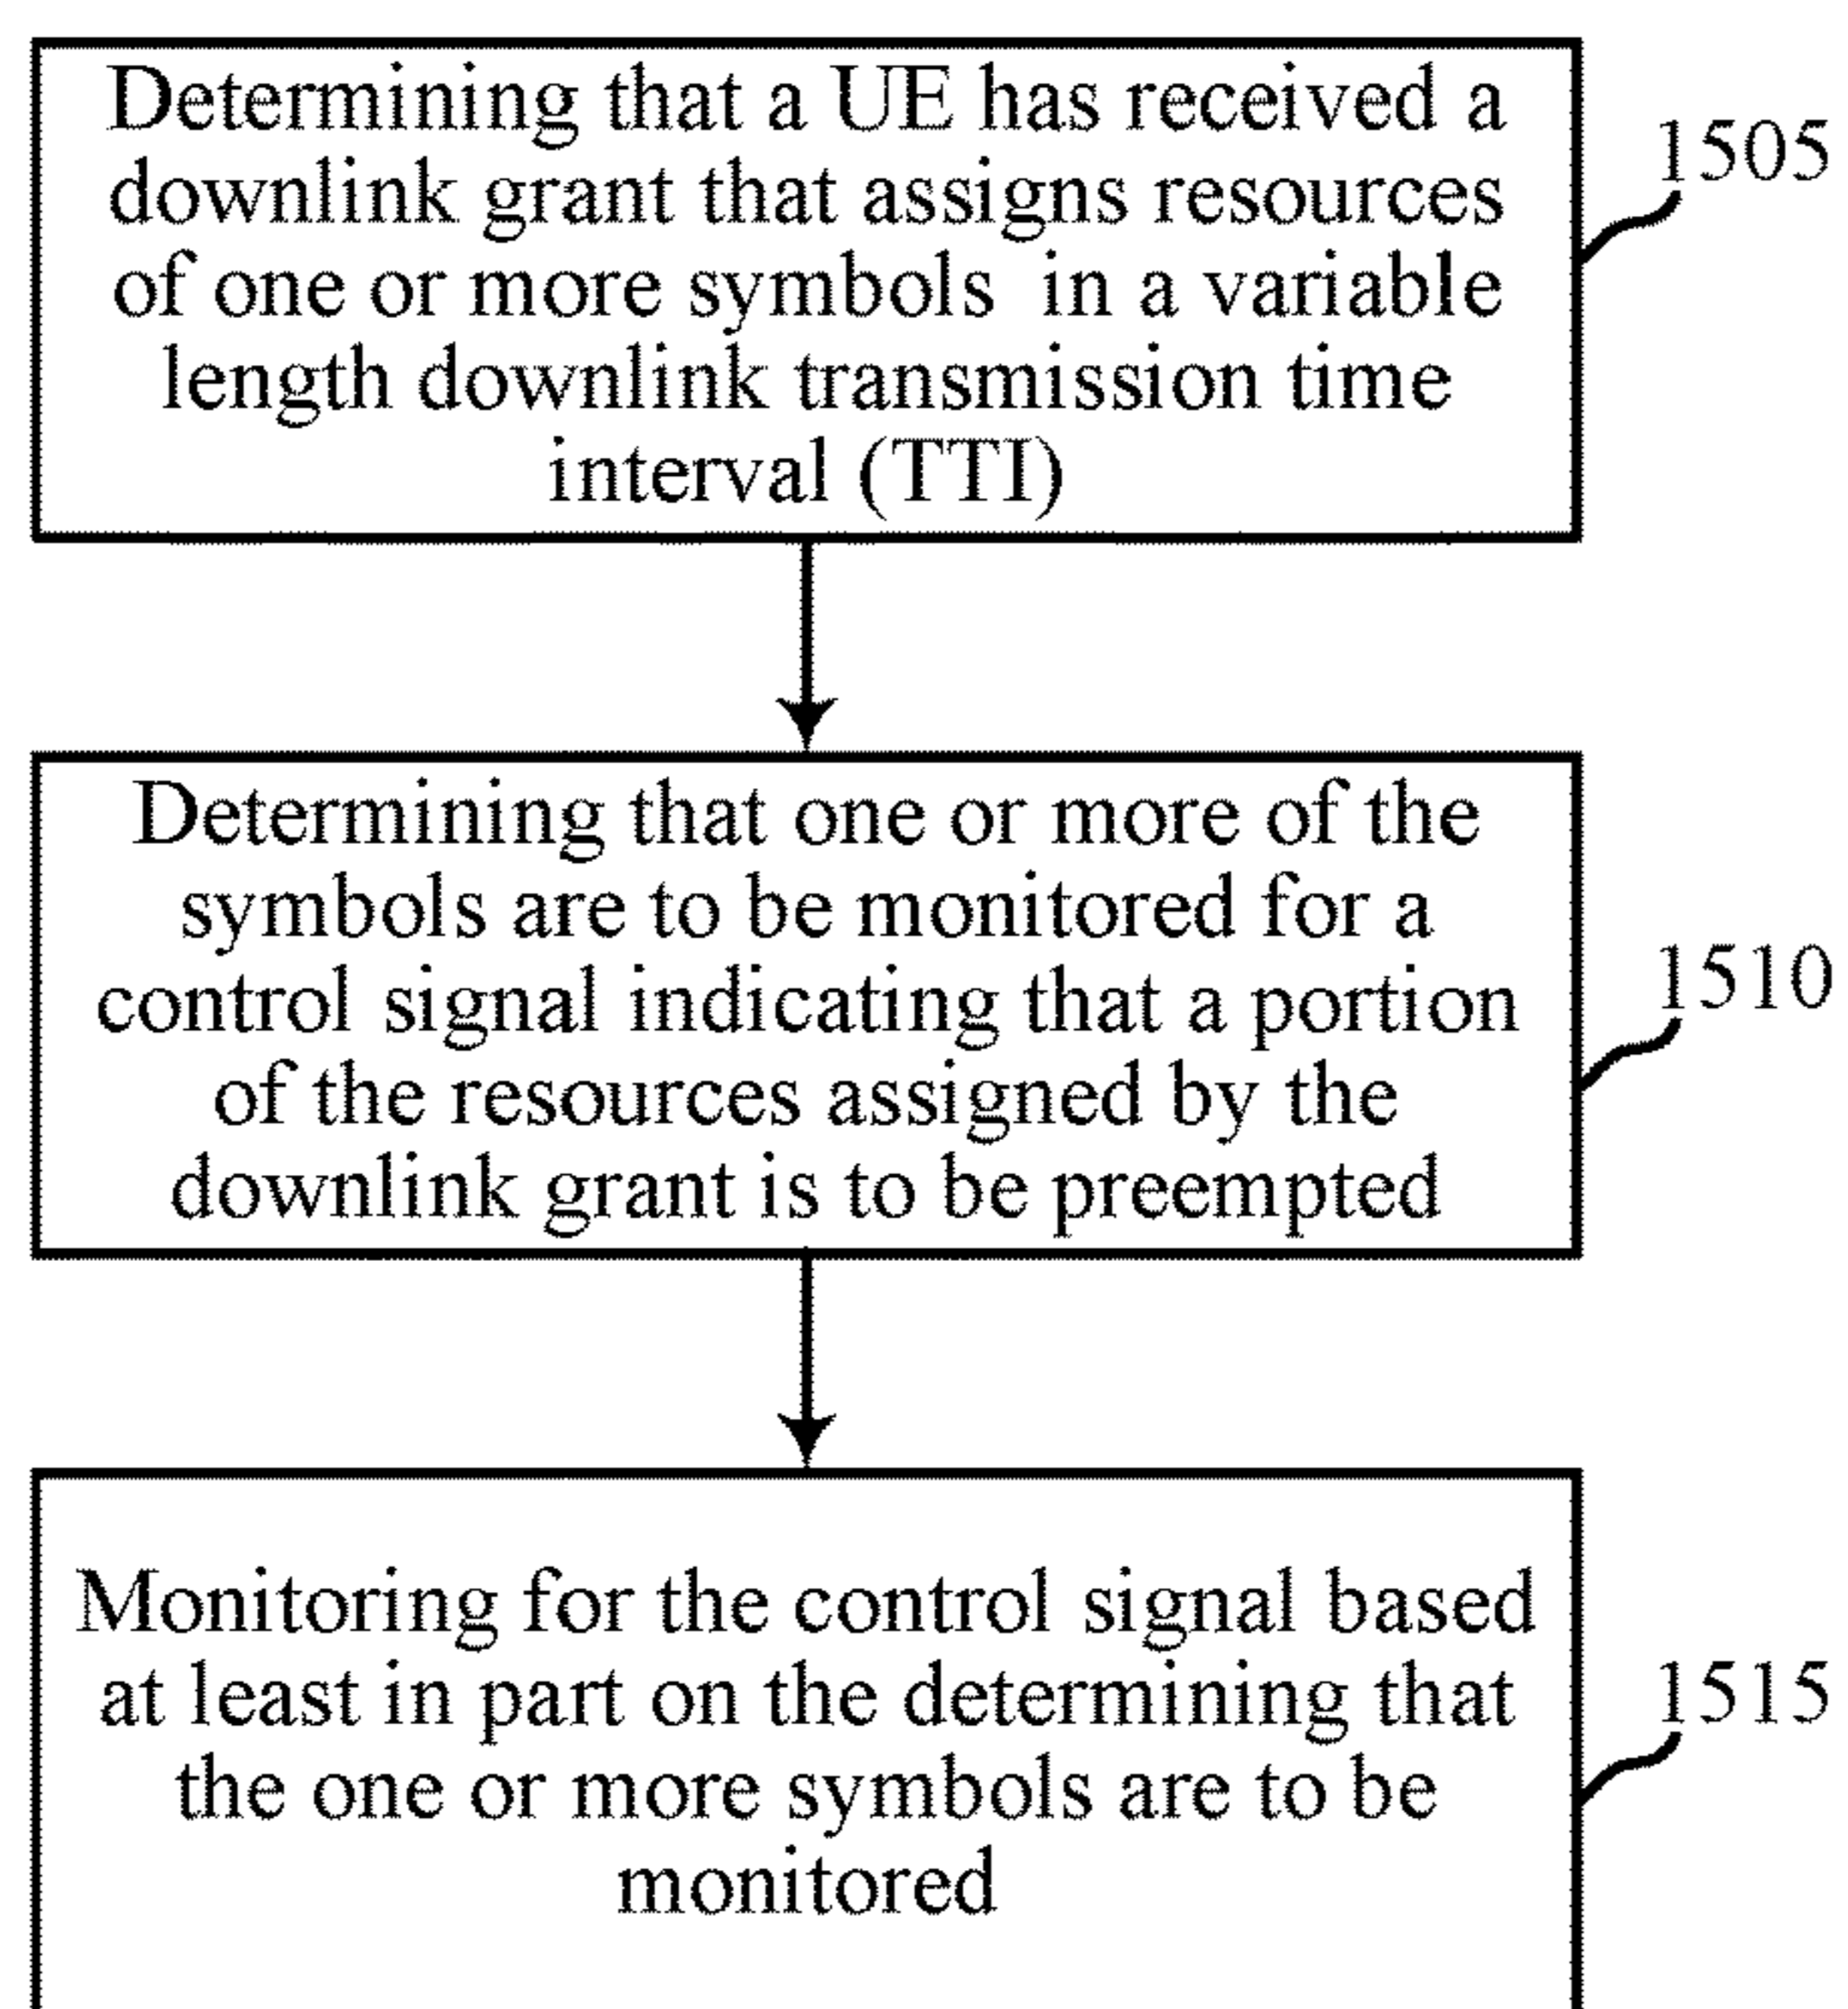 Determining that a UE has received a
downlink grant that assigns resources
of one or more symbols in a variable
length downlink transmission time
interval (TTI)
1505
Determining that one or more of the
symbols are to be monitored for a
control signal indicating that a portion
of the resources assigned by the
downlink grant is to be preempted
1510
Monitoring for the control signal based
at least in part on the determining that
the one or more symbols are to be
monitored
1515